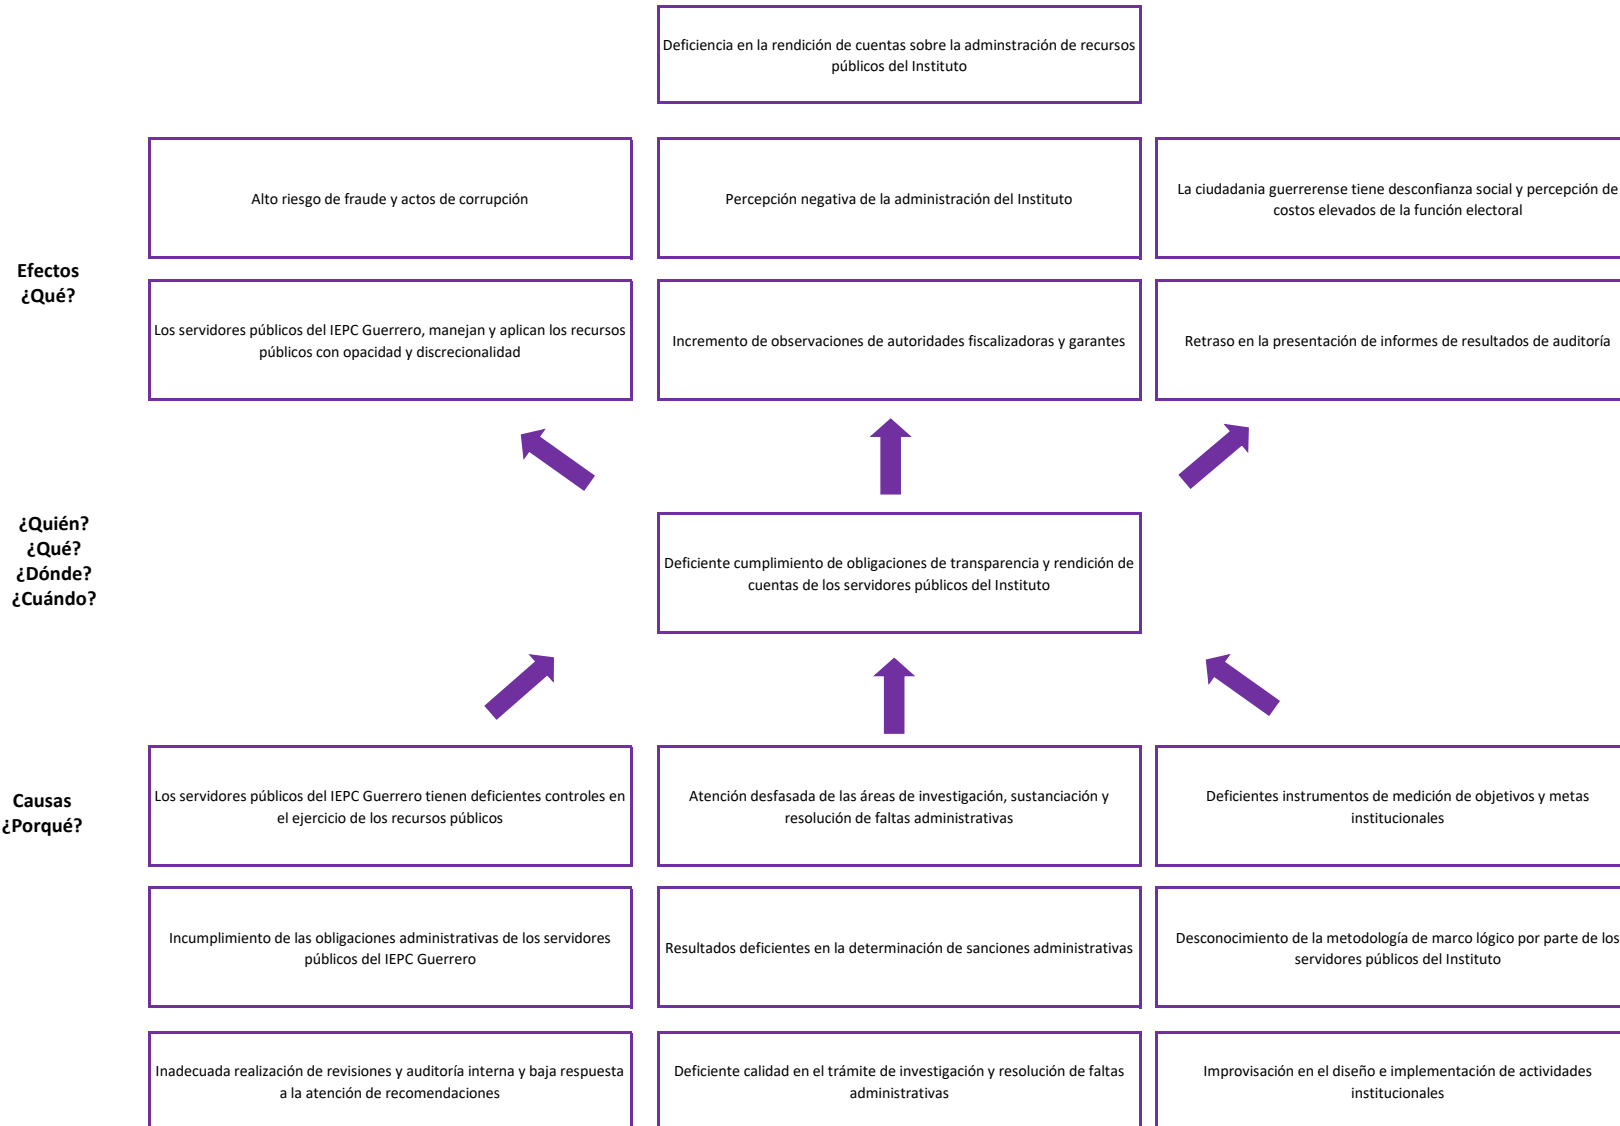 Deficiencia en la rendición de cuentas sobre la adminstración de recursos
públicos del Instituto
Alto riesgo de fraude y actos de corrupción
Percepción negativa de la administración del Instituto
La ciudadania guerrerense tiene desconfianza social y percepción de
costos elevados de la función electoral
Efectos
¿Qué?
Los servidores públicos del IEPC Guerrero, manejan y aplican los recursos
públicos con opacidad y discrecionalidad
Incremento de observaciones de autoridades fiscalizadoras y garantes
Retraso en la presentación de informes de resultados de auditoría
¿Quién?
¿Qué?
¿Dónde?
¿Cuándo?
Deficiente cumplimiento de obligaciones de transparencia y rendición de
cuentas de los servidores públicos del Instituto
Causas
¿Porqué?
Los servidores públicos del IEPC Guerrero tienen deficientes controles en
el ejercicio de los recursos públicos
Atención desfasada de las áreas de investigación, sustanciación y
resolución de faltas administrativas
Deficientes instrumentos de medición de objetivos y metas
institucionales
Incumplimiento de las obligaciones administrativas de los servidores
públicos del IEPC Guerrero
Resultados deficientes en la determinación de sanciones administrativas
Desconocimiento de la metodología de marco lógico por parte de los
servidores públicos del Instituto
Inadecuada realización de revisiones y auditoría interna y baja respuesta
a la atención de recomendaciones
Deficiente calidad en el trámite de investigación y resolución de faltas
administrativas
Improvisación en el diseño e implementación de actividades
institucionales